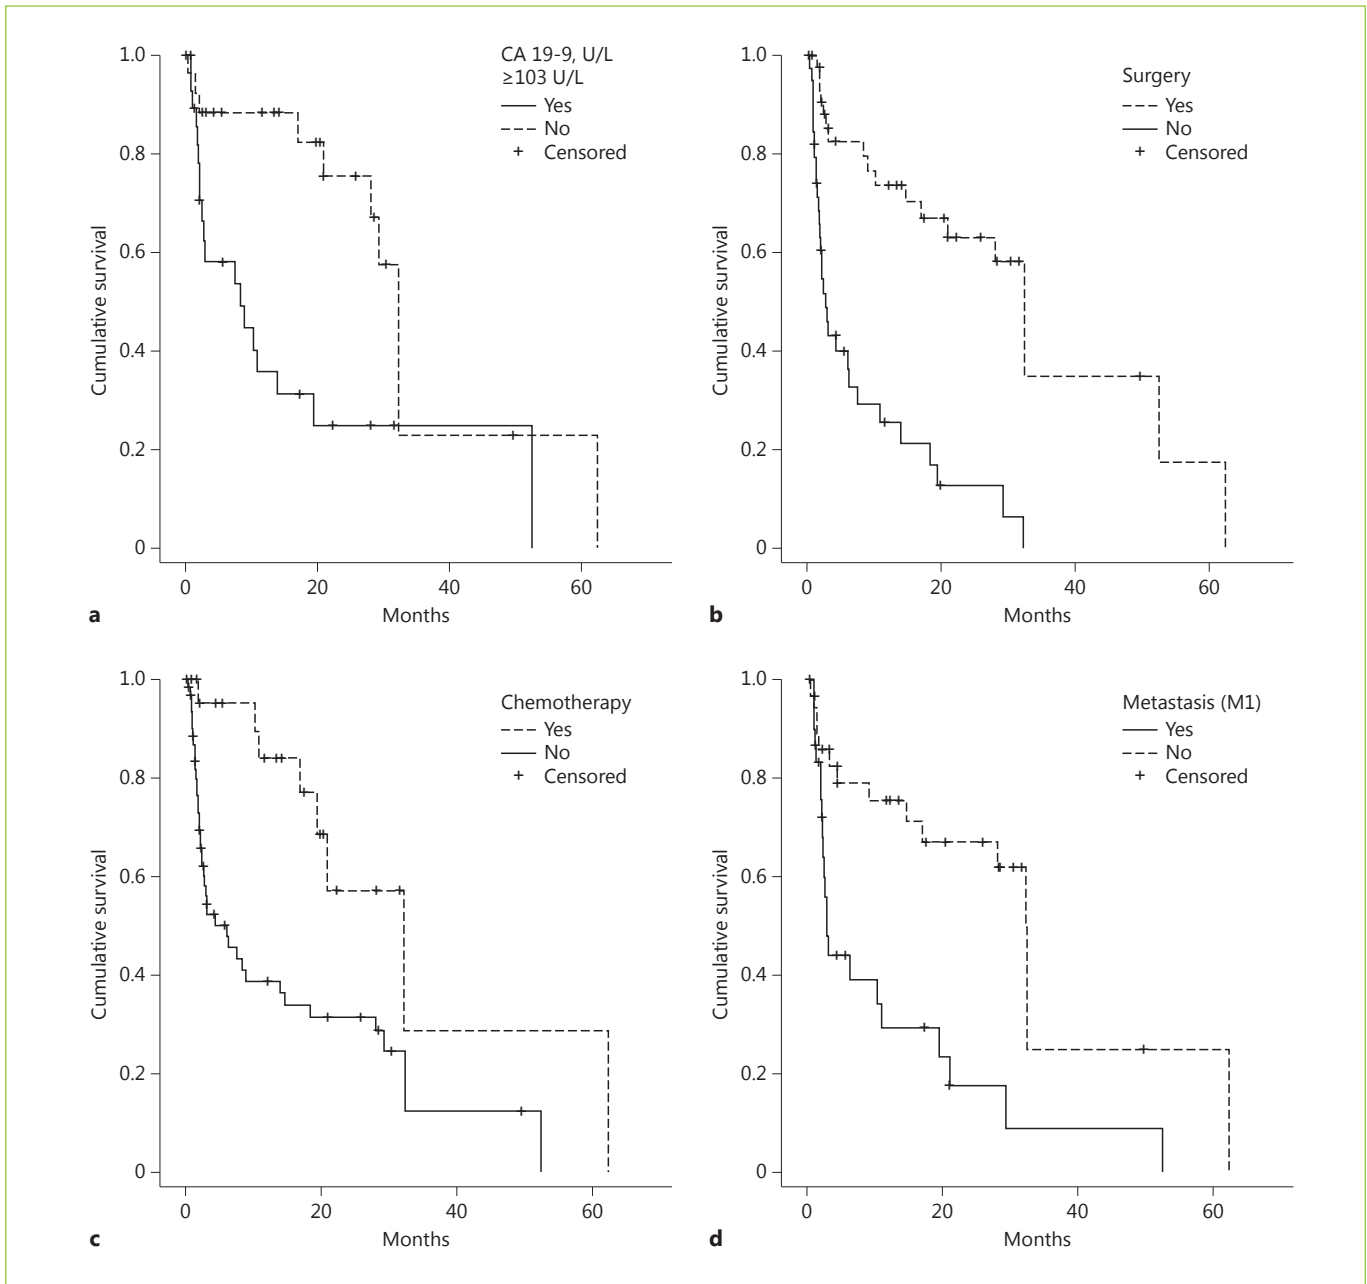 CA 19-9, U/L
≥103 U/L
Yes
No
+ Censored
1.0
0.8
0.6
0.4
0.2
0
Cumulative survival
0 20 40 60
Months
a
Surgery
Yes
No
+ Censored
1.0
0.8
0.6
0.4
0.2
0
Cumulative survival
0 20 40 60
Months
b
Chemotherapy
Yes
No
+ Censored
1.0
0.8
0.6
0.4
0.2
0
Cumulative survival
0 20 40 60
Months
c
Metastasis (M1)
Yes
No
+ Censored
1.0
0.8
0.6
0.4
0.2
0
Cumulative survival
0 20 40 60
Months
d